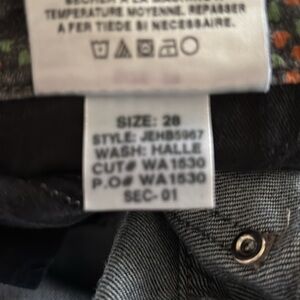 TEMPERATURE MOYENNE, REPASSER
A FER TIEDE SI NECESSAIRE.
SIZE: 28
STYLE: JEHB5967
WASH: HALLE
CUT# WA1530
P.O# WA1530
SEC- 01